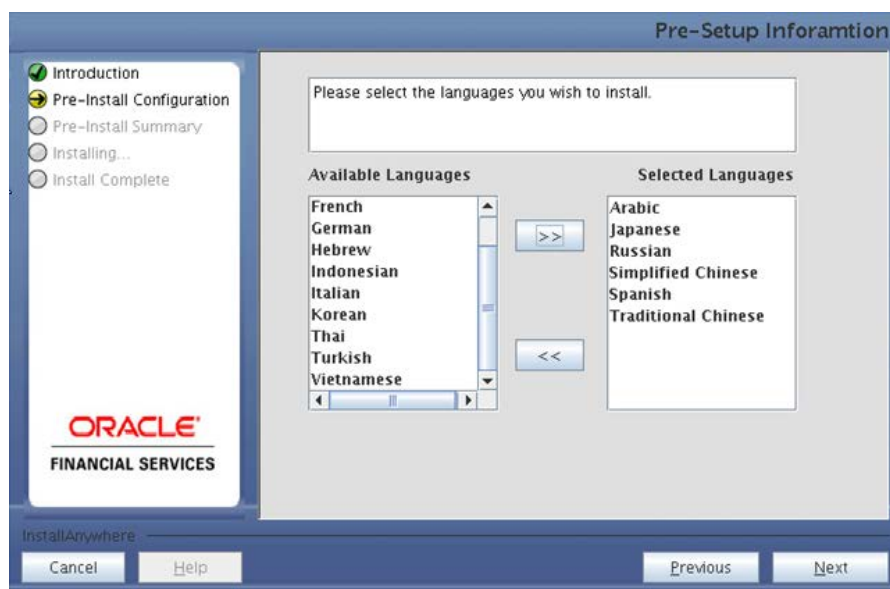 Pre-Setup Inforamtion
Introduction
Pre-Install Configuration
Pre-Install Summary
Installing...
Install Complete
Please select the languages you wish to install.
Available Languages
Selected Languages
French
German
Hebrew
Indonesian
Italian
Korean
Thai
Turkish
Vietnamese
>>
<<
Arabic
Japanese
Russian
Simplified Chinese
Spanish
Traditional Chinese
ORACLE
FINANCIAL SERVICES
InstallAnywhere
Cancel
Help
Previous
Next